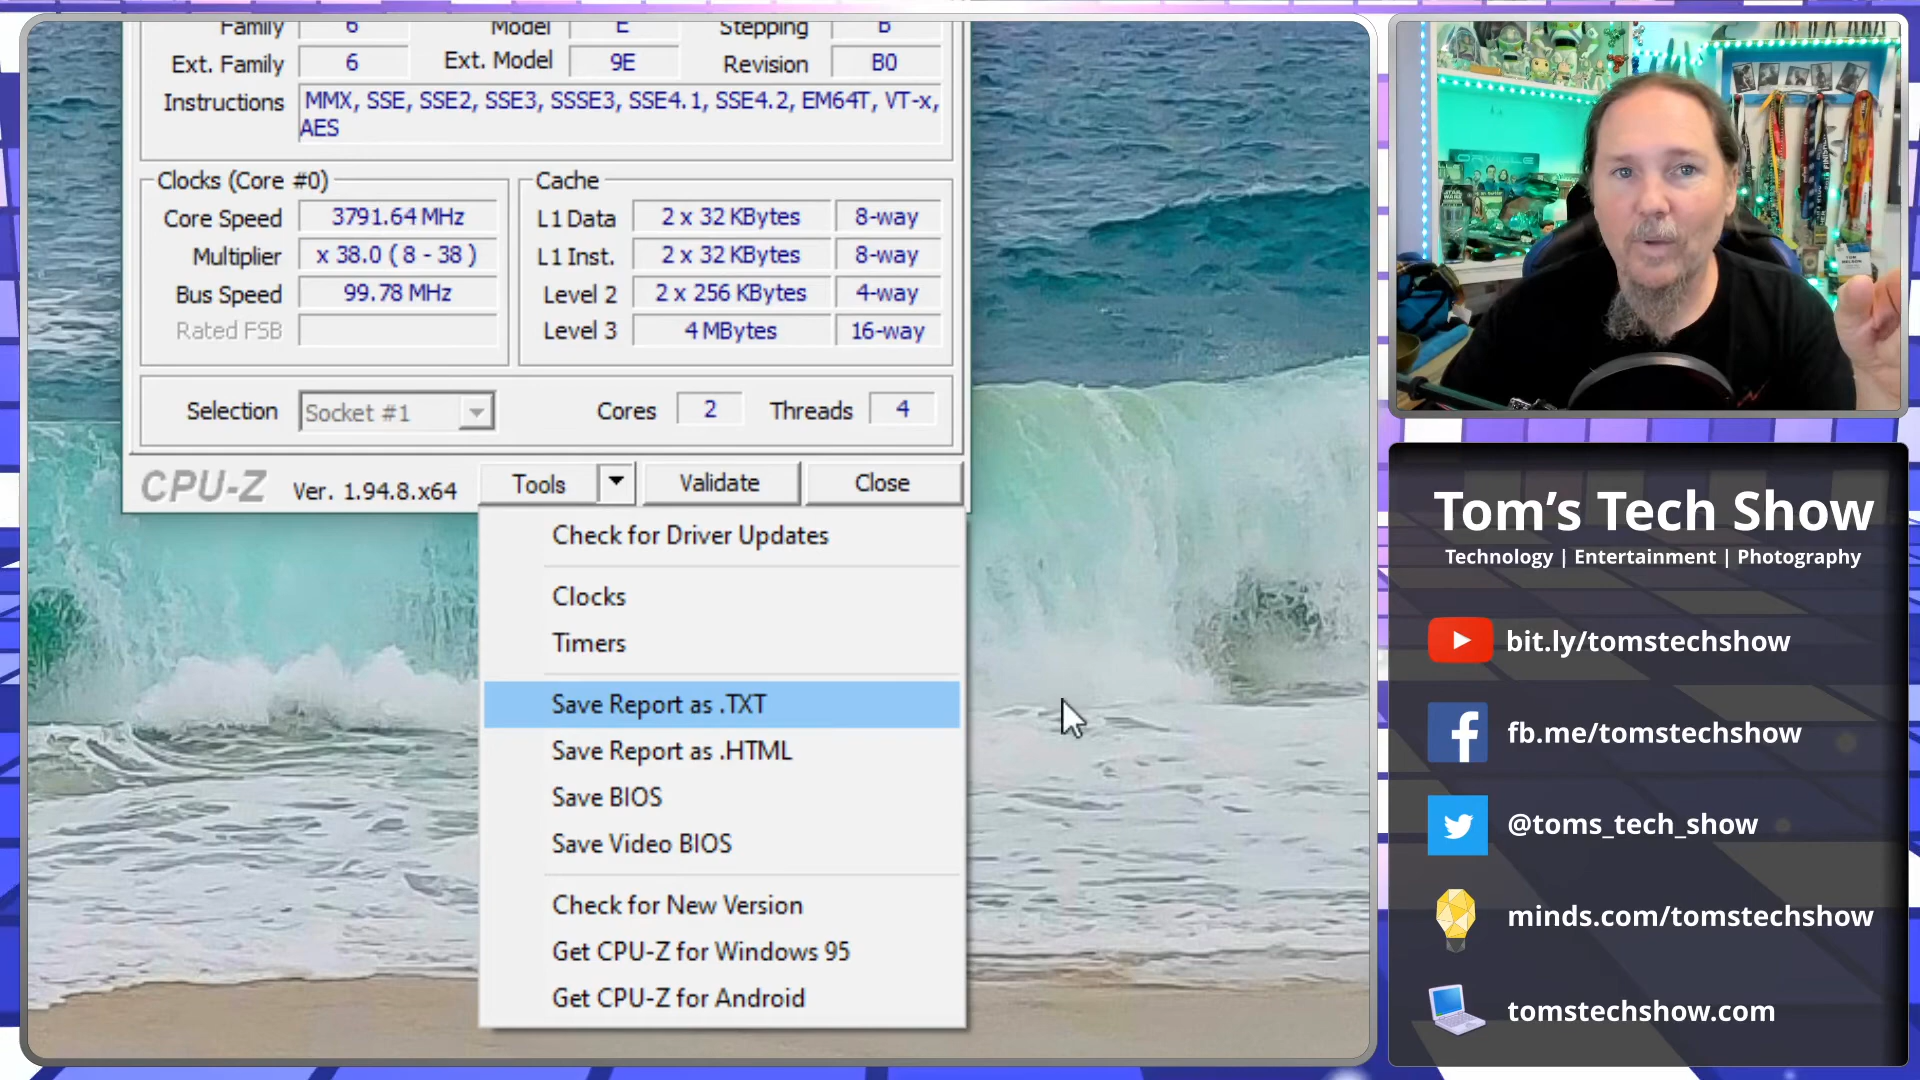 Family 6 Model E Stepping B
Ext. Family 6 Ext. Model 9E Revision B0
Instructions MMX, SSE, SSE2, SSE3, SSSE3, SSE4.1, SSE4.2, EM64T, VT-x,
AES
Clocks (Core #0)
Core Speed 3791.64 MHz
Multiplier x 38.0 ( 8 - 38 )
Bus Speed 99.78 MHz
Rated FSB
Cache
L1 Data 2 x 32 KBytes 8-way
L1 Inst. 2 x 32 KBytes 8-way
Level 2 2 x 256 KBytes 4-way
Level 3 4 MBytes 16-way
Selection Socket #1 Cores 2 Threads 4
CPU-Z Ver. 1.94.8.x64 Tools Validate Close
Check for Driver Updates
Clocks
Timers
Save Report as .TXT
Save Report as .HTML
Save BIOS
Save Video BIOS
Check for New Version
Get CPU-Z for Windows 95
Get CPU-Z for Android
ORVILLE
Tom's Tech Show
Technology | Entertainment | Photography
bit.ly/tomstechshow
fb.me/tomstechshow
@toms_tech_show
minds.com/tomstechshow
tomstechshow.com